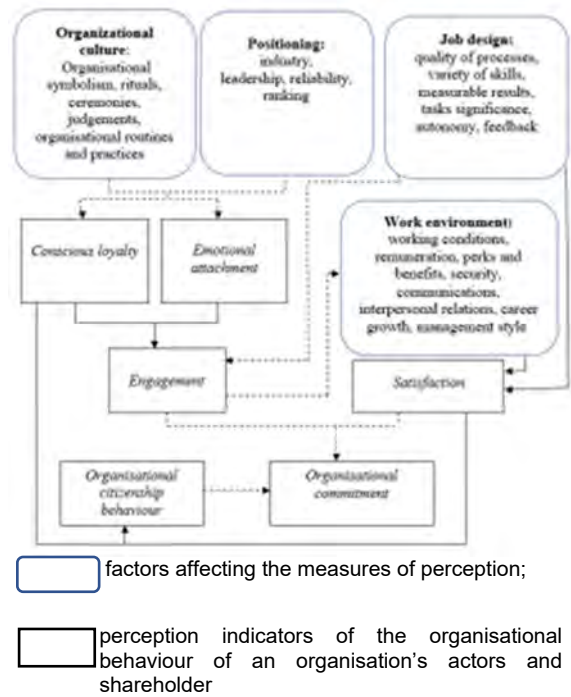 Organizational
culture:
Organisational
symbolism, rituals,
ceremonies,
judgements,
organisational routines
and practices
Positioning:
industry,
leadership, reliability,
ranking
Job design:
quality of processes,
variety of skills,
measurable results,
tasks significance,
autonomy, feedback
Conscious loyalty
Emotional
attachment
Work environment:
working conditions,
remuneration, perks and
benefits, security,
communications,
interpersonal relations, career
growth, management style
Engagement
Satisfaction
Organisational
citizenship
behaviour
Organisational
commitment
factors affecting the measures of perception;
perception indicators of the organisational
behaviour of an organisation's actors and
shareholder